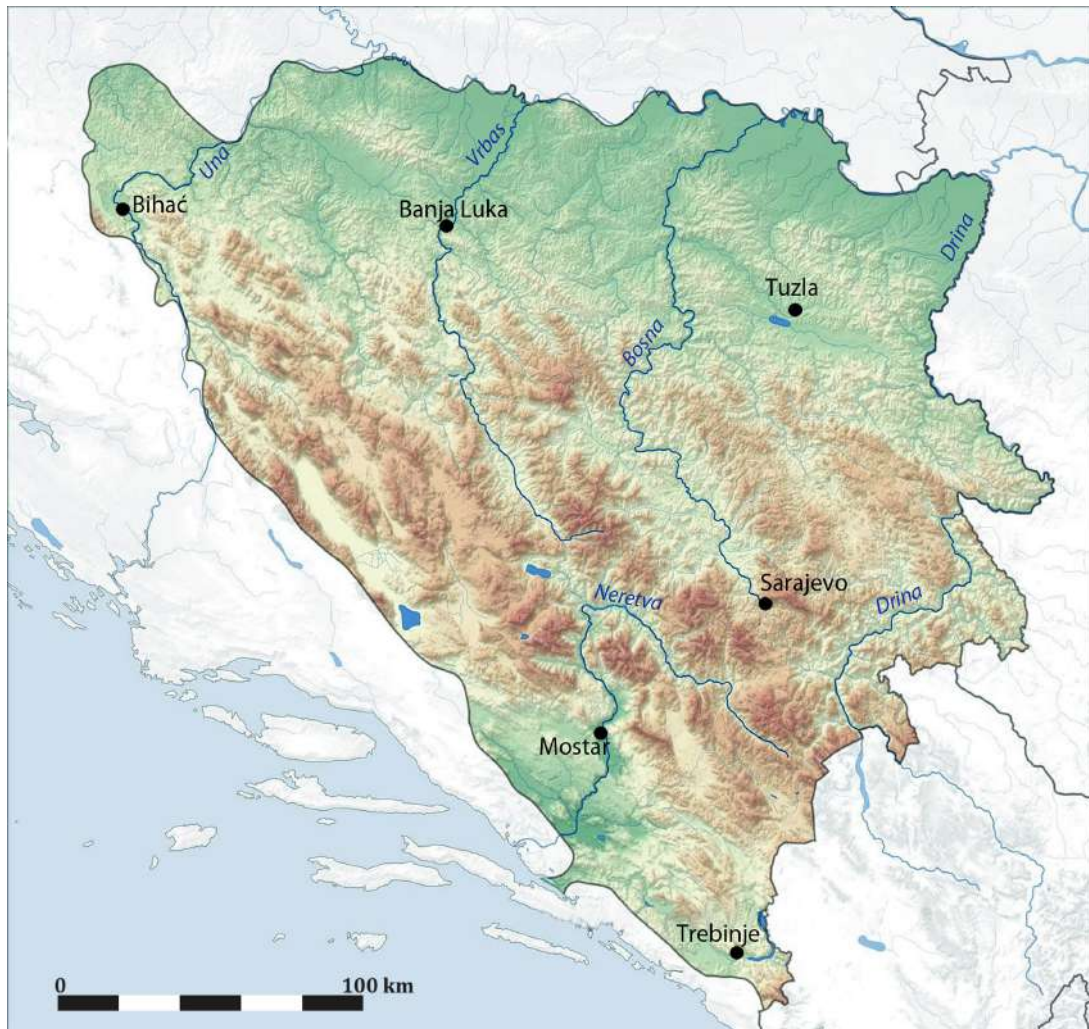 Una
Vrbas
Bihać
Banja Luka
Drina
Tuzla
Bosna
Sarajevo
Neretva
Drina
Mostar
Trebinje
0 100 km